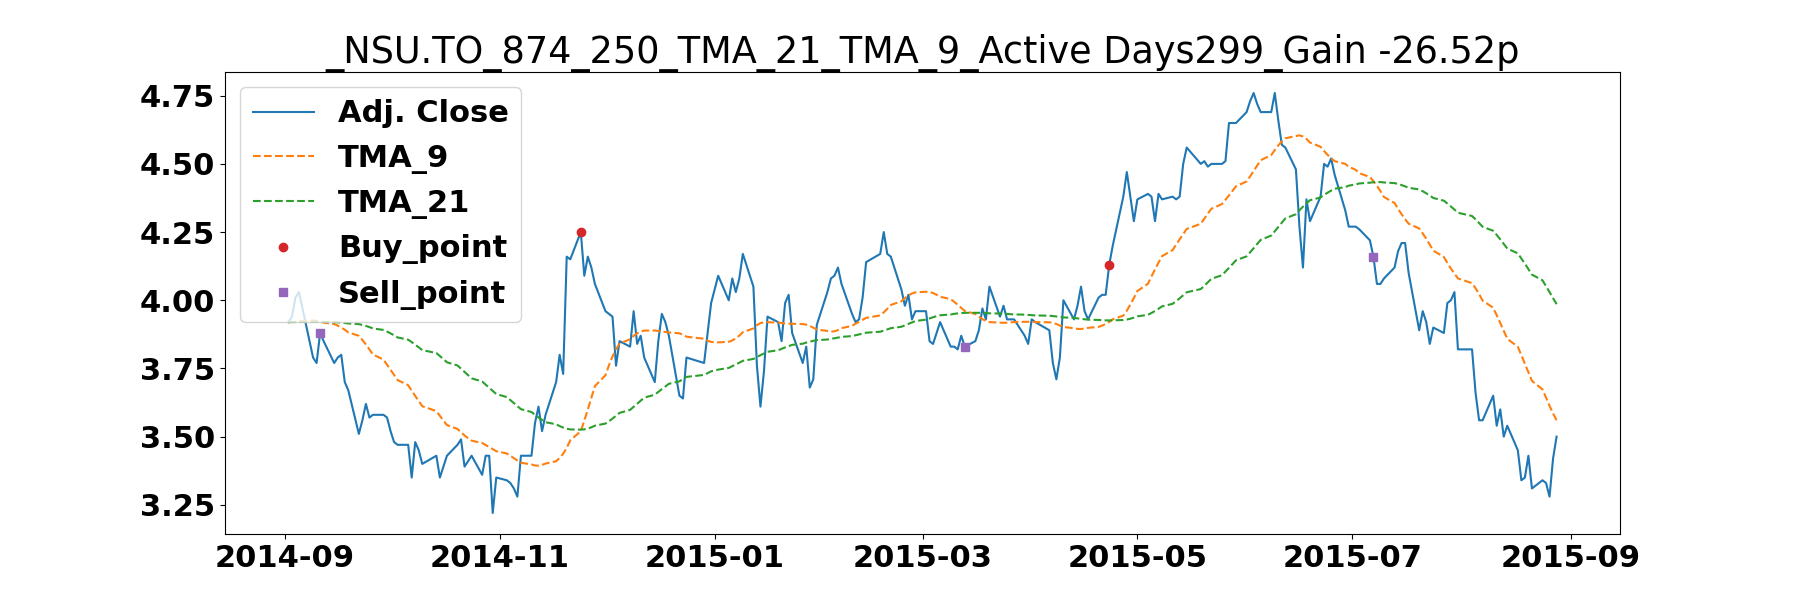 _NSU.TO_874_250_TMA_21_TMA_9_Active Days299_Gain -26.52p
4.75
4.50
4.25
4.00
3.75
3.50
3.25
Adj. Close
TMA_9
TMA_21
Buy_point
Sell_point
2014-09 2014-11 2015-01 2015-03 2015-05 2015-07 2015-09